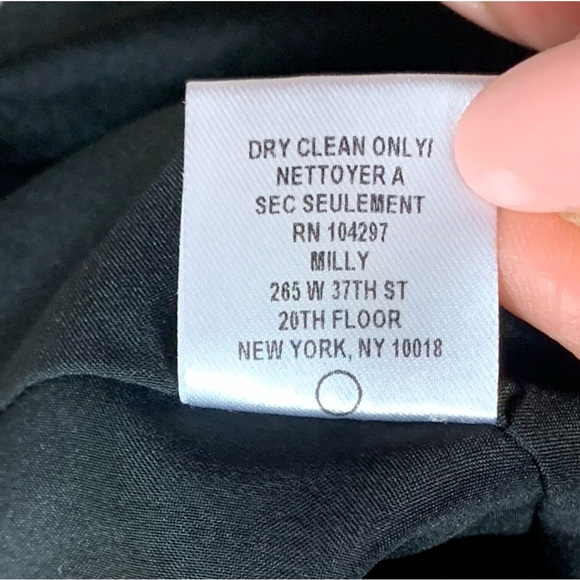 DRY CLEAN ONLY/
NETTOYER A
SEC SEULEMENT
RN 104297
MILLY
265 W 37TH ST
20TH FLOOR
NEW YORK, NY 10018